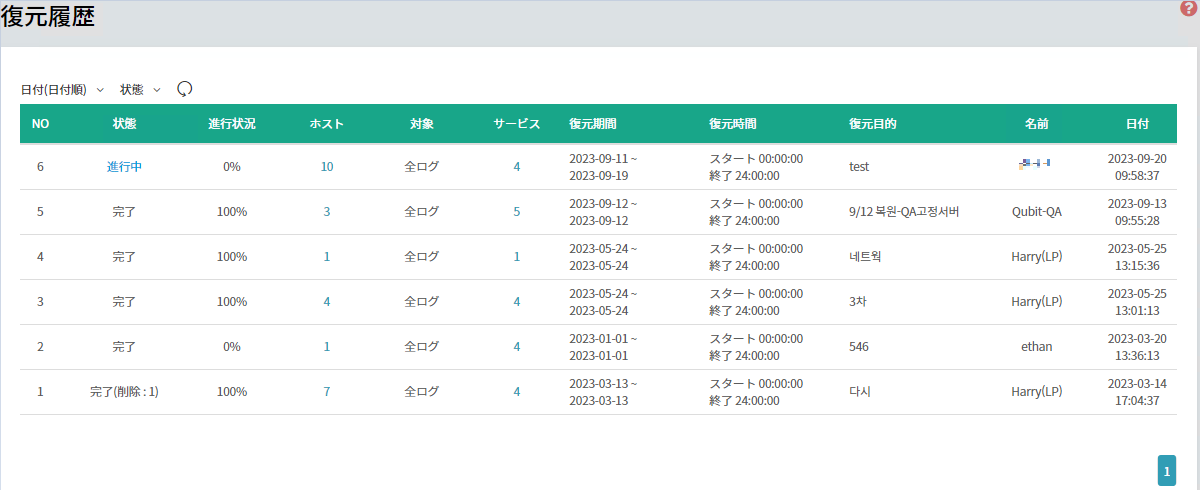 復元履歴
?
日付(日付順) 状態
NO 状態 進行状況 ホスト 対象 サービス 復元期間 復元時間 復元目的 名前 日付
6 進行中 0% 10 全ログ 4 2023-09-11 ~ 2023-09-19 スタート 00:00:00 終了 24:00:00 test 2023-09-20 09:58:37
5 完了 100% 3 全ログ 5 2023-09-12 ~ 2023-09-12 スタート 00:00:00 終了 24:00:00 9/12 복원-QA고정서버 Qubit-QA 2023-09-13 09:55:28
4 完了 100% 1 全ログ 1 2023-05-24 ~ 2023-05-24 スタート 00:00:00 終了 24:00:00 네트웍 Harry(LP) 2023-05-25 13:15:36
3 完了 100% 4 全ログ 4 2023-05-24 ~ 2023-05-24 スタート 00:00:00 終了 24:00:00 3차 Harry(LP) 2023-05-25 13:01:13
2 完了 0% 1 全ログ 4 2023-01-01 ~ 2023-01-01 スタート 00:00:00 終了 24:00:00 546 ethan 2023-03-20 13:36:13
1 完了(削除 : 1) 100% 7 全ログ 4 2023-03-13 ~ 2023-03-13 スタート 00:00:00 終了 24:00:00 다시 Harry(LP) 2023-03-14 17:04:37
1